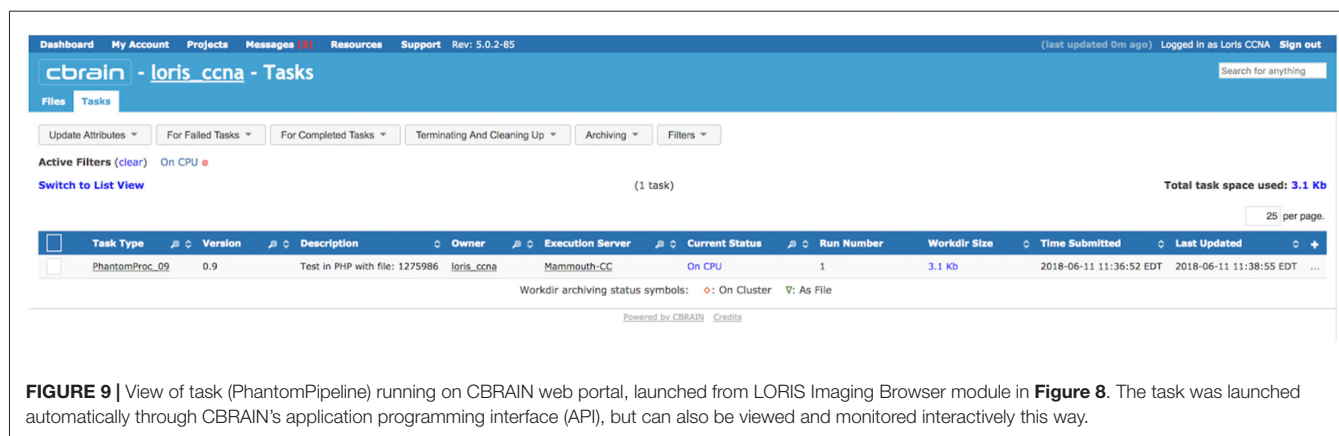 Dashboard My Account Projects Messages (3) Resources Support Rev: 5.0.2-85 (last updated 0m ago) Logged in as Loris CCNA Sign out
cbrain - loris_ccna - Tasks Search for anything
Files Tasks
Update Attributes For Failed Tasks For Completed Tasks Terminating And Cleaning Up Archiving Filters
Active Filters (clear) On CPU
Switch to List View (1 task) Total task space used: 3.1 Kb
25 per page.
Task Type Version Description Owner Execution Server Current Status Run Number Workdir Size Time Submitted Last Updated +
PhantomProc_09 0.9 Test in PHP with file: 1275986 loris_ccna Mammouth-CC On CPU 1 3.1 Kb 2018-06-11 11:36:52 EDT 2018-06-11 11:38:55 EDT ...
Workdir archiving status symbols: ◇: On Cluster ∇: As File
Powered by CBRAIN Credits
FIGURE 9 | View of task (PhantomPipeline) running on CBRAIN web portal, launched from LORIS Imaging Browser module in Figure 8. The task was launched
automatically through CBRAIN's application programming interface (API), but can also be viewed and monitored interactively this way.